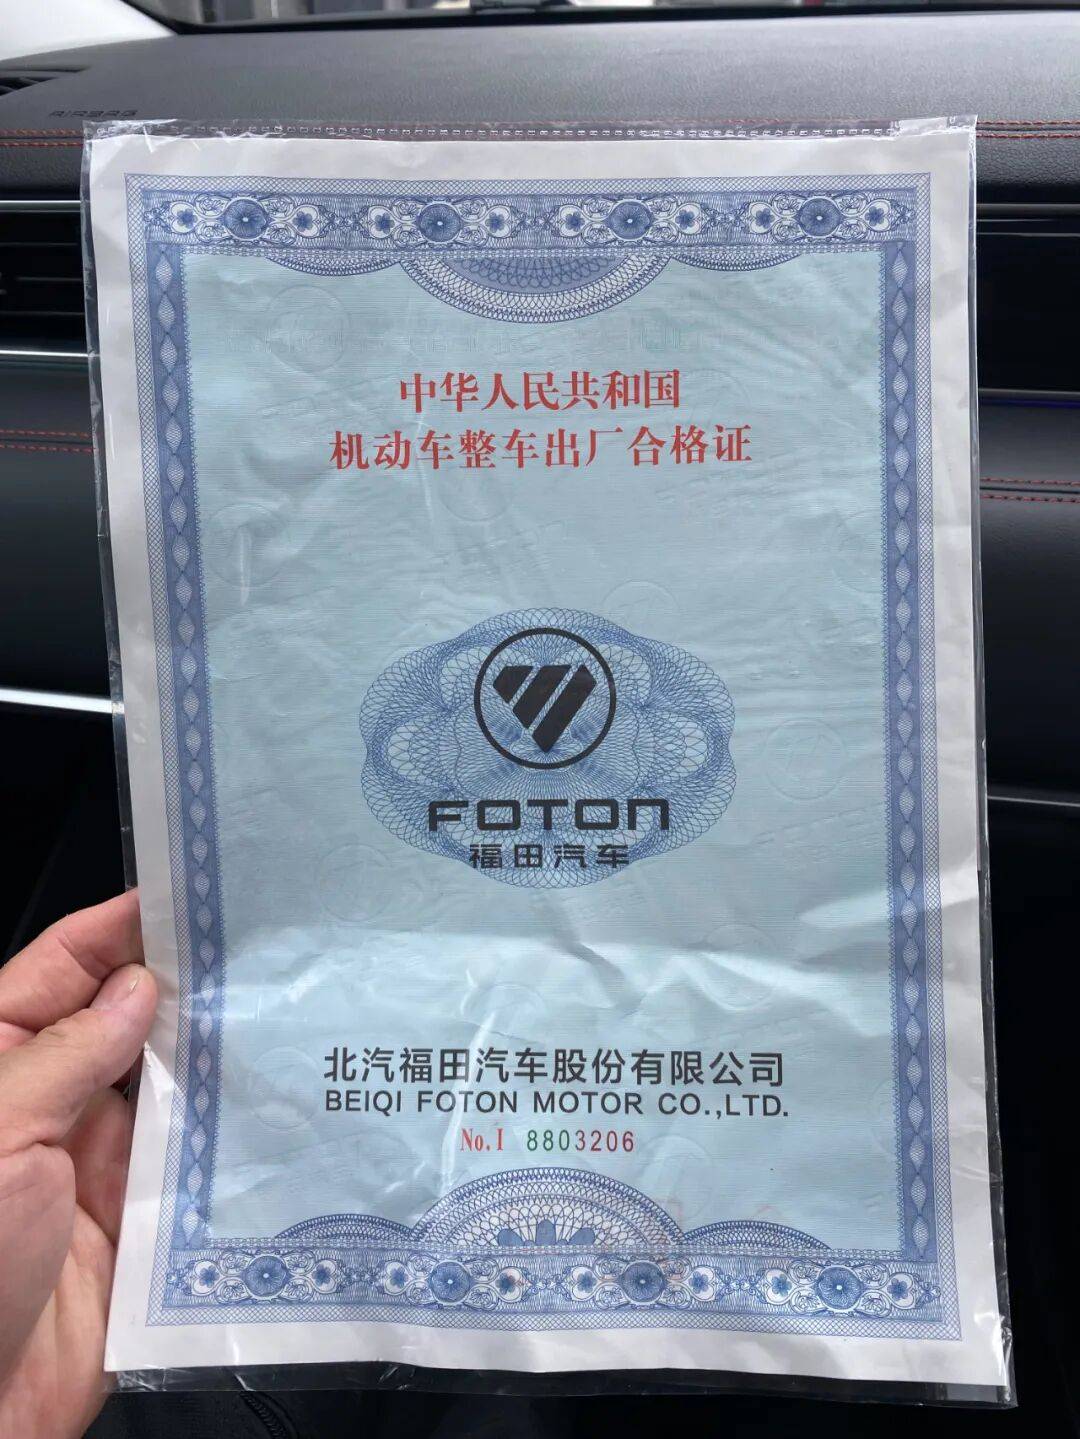 AIRBAG
中华人民共和国
机动车整车出厂合格证
FOTON
福田汽车
北汽福田汽车股份有限公司
BEIQI FOTON MOTOR CO.,LTD.
No.I 8803206